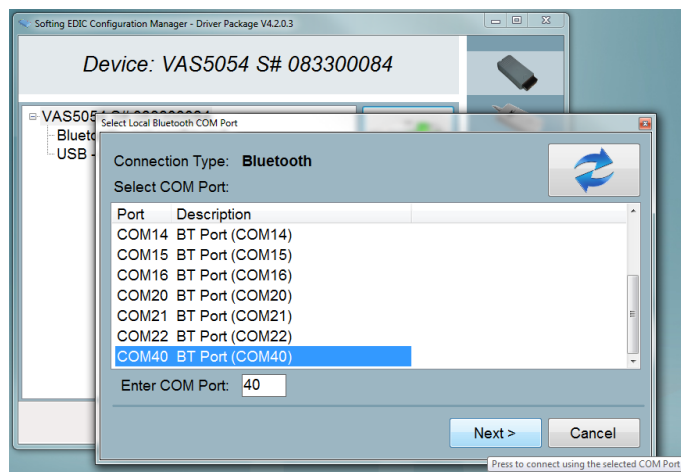 Softing EDIC Configuration Manager - Driver Package V4.2.0.3
Device: VAS5054 S# 083300084
VAS505
Select Local Bluetooth COM Port
Blueto
USB -
Connection Type: Bluetooth
Select COM Port:
Port Description
COM14 BT Port (COM14)
COM15 BT Port (COM15)
COM16 BT Port (COM16)
COM20 BT Port (COM20)
COM21 BT Port (COM21)
COM22 BT Port (COM22)
COM40 BT Port (COM40)
Enter COM Port: 40
Next > Cancel
Press to connect using the selected COM Port